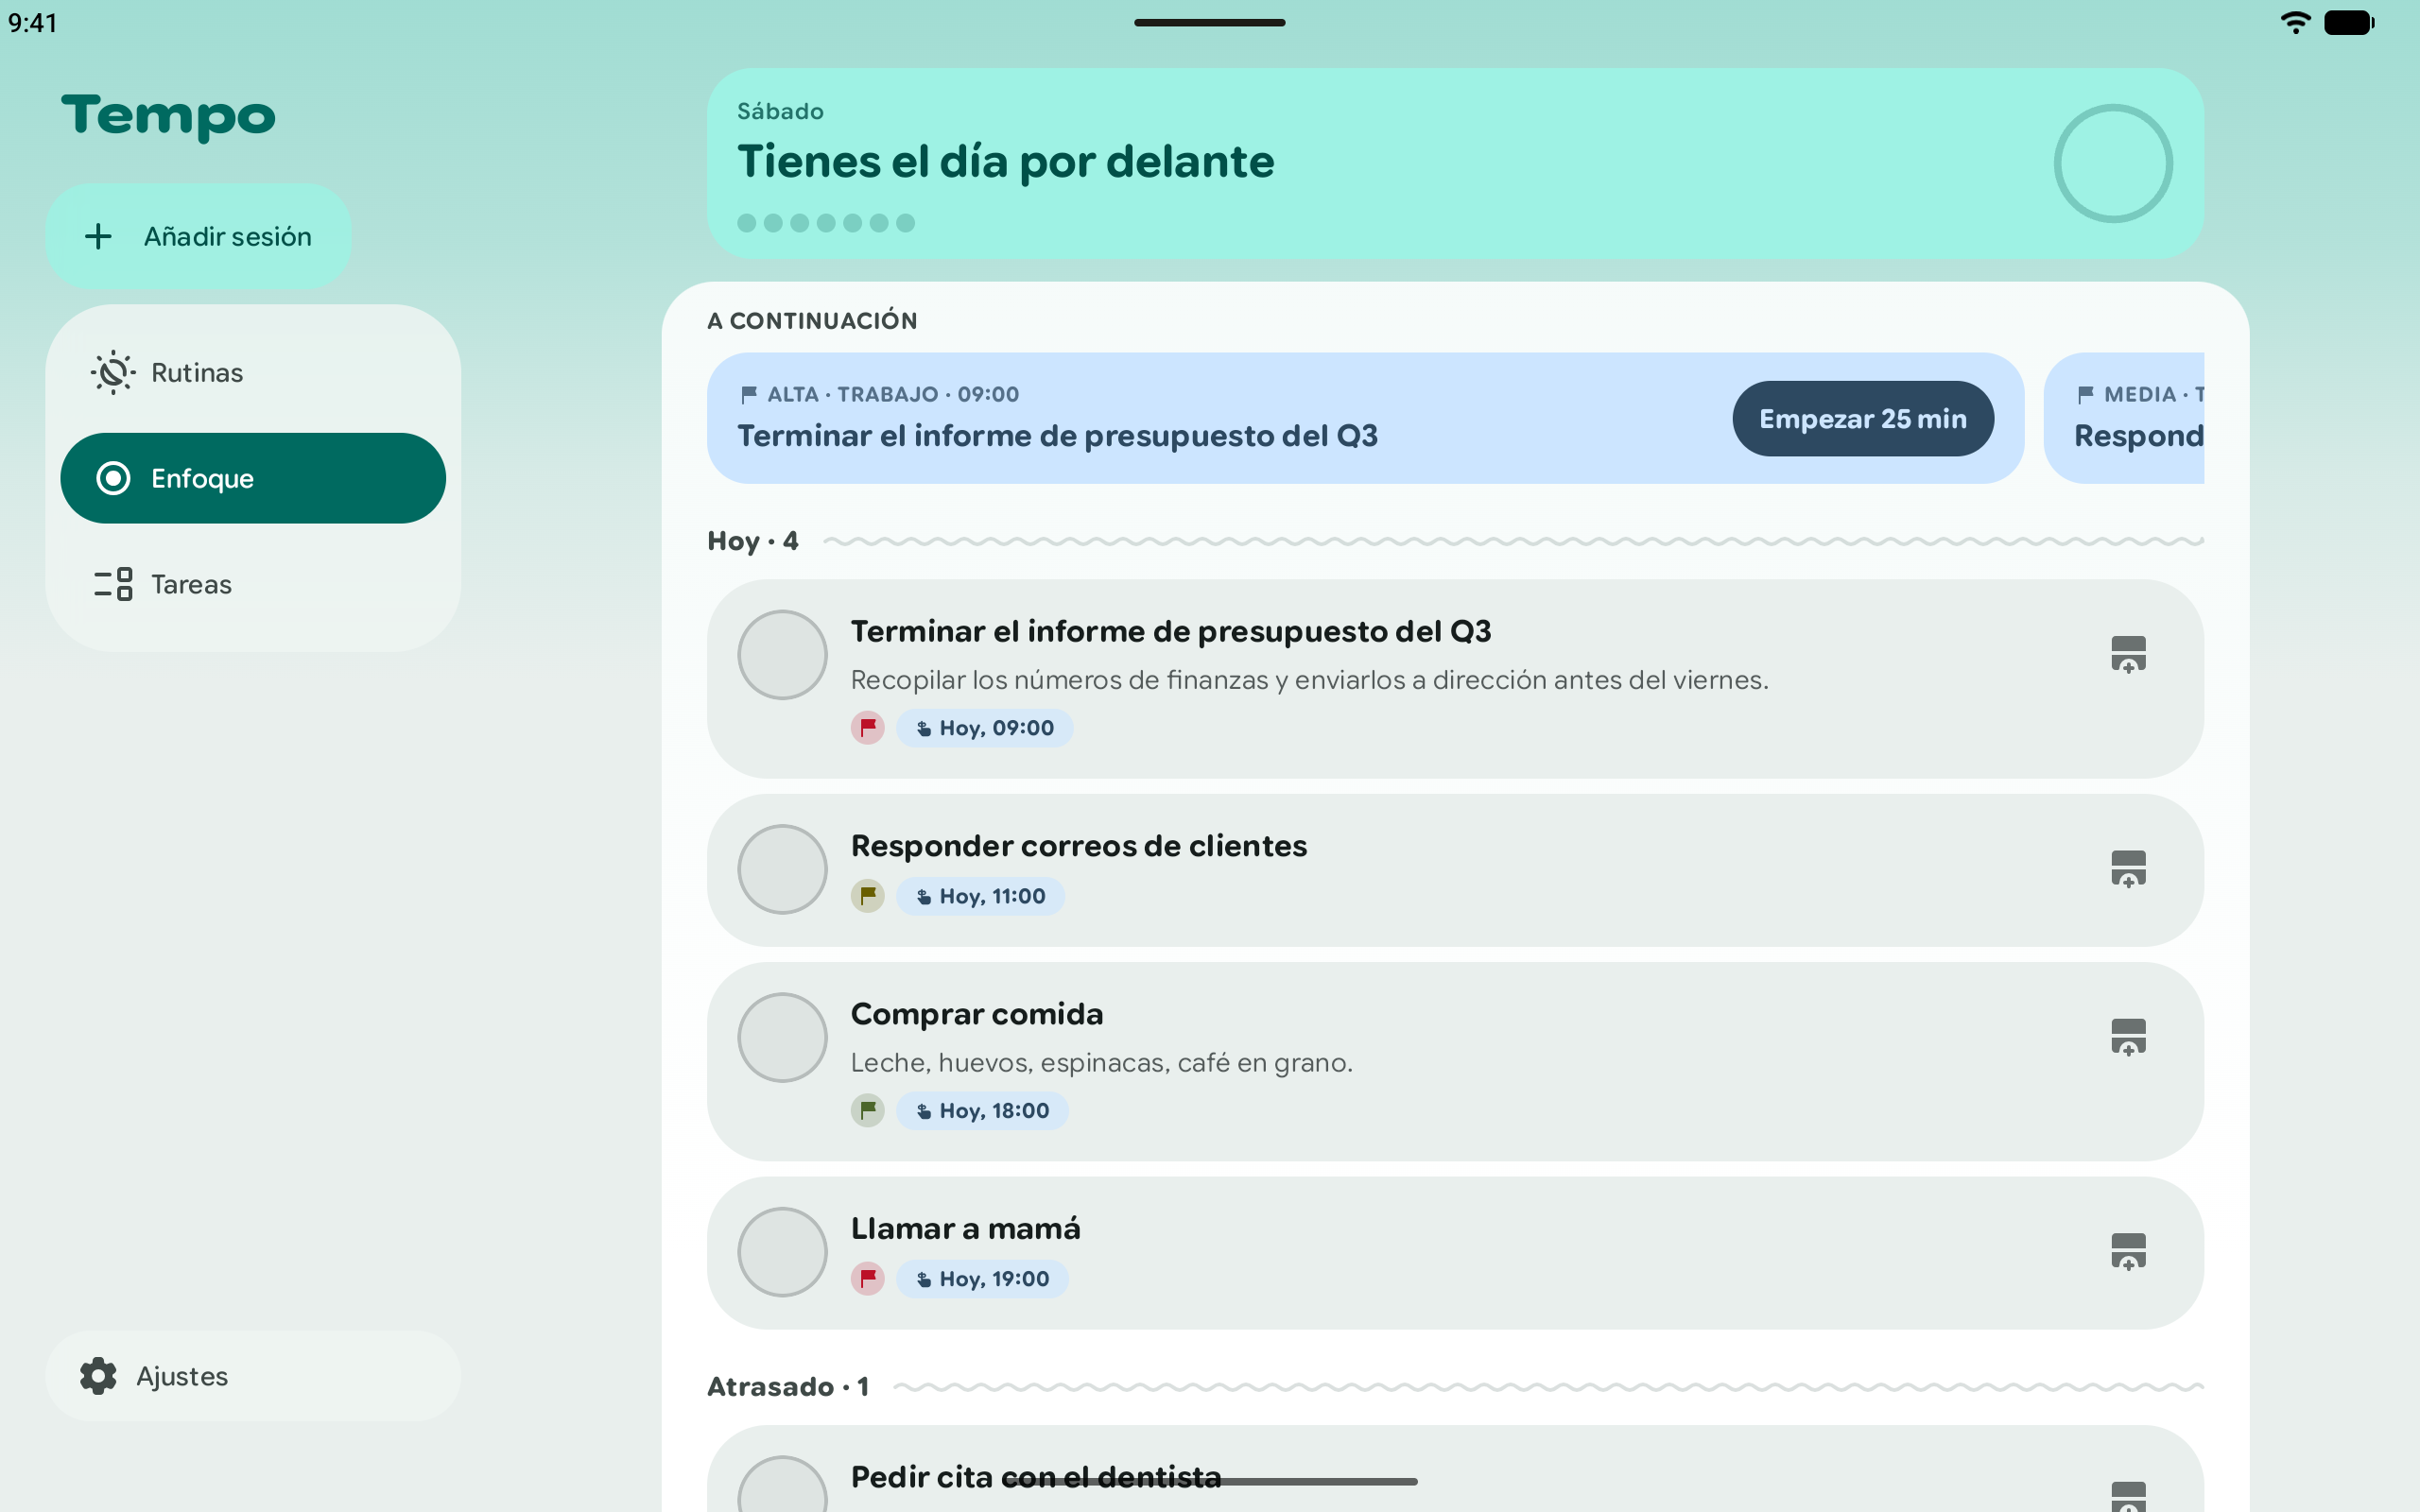 9:41
Tempo
Añadir sesión
Rutinas
Enfoque
Tareas
Ajustes
Sábado
Tienes el día por delante
A CONTINUACIÓN
ALTA · TRABAJO · 09:00
Terminar el informe de presupuesto del Q3
Empezar 25 min
MEDIA · T
Respond
Hoy · 4
Terminar el informe de presupuesto del Q3
Recopilar los números de finanzas y enviarlos a dirección antes del viernes.
Hoy, 09:00
Responder correos de clientes
Hoy, 11:00
Comprar comida
Leche, huevos, espinacas, café en grano.
Hoy, 18:00
Llamar a mamá
Hoy, 19:00
Atrasado · 1
Pedir cita con el dentista